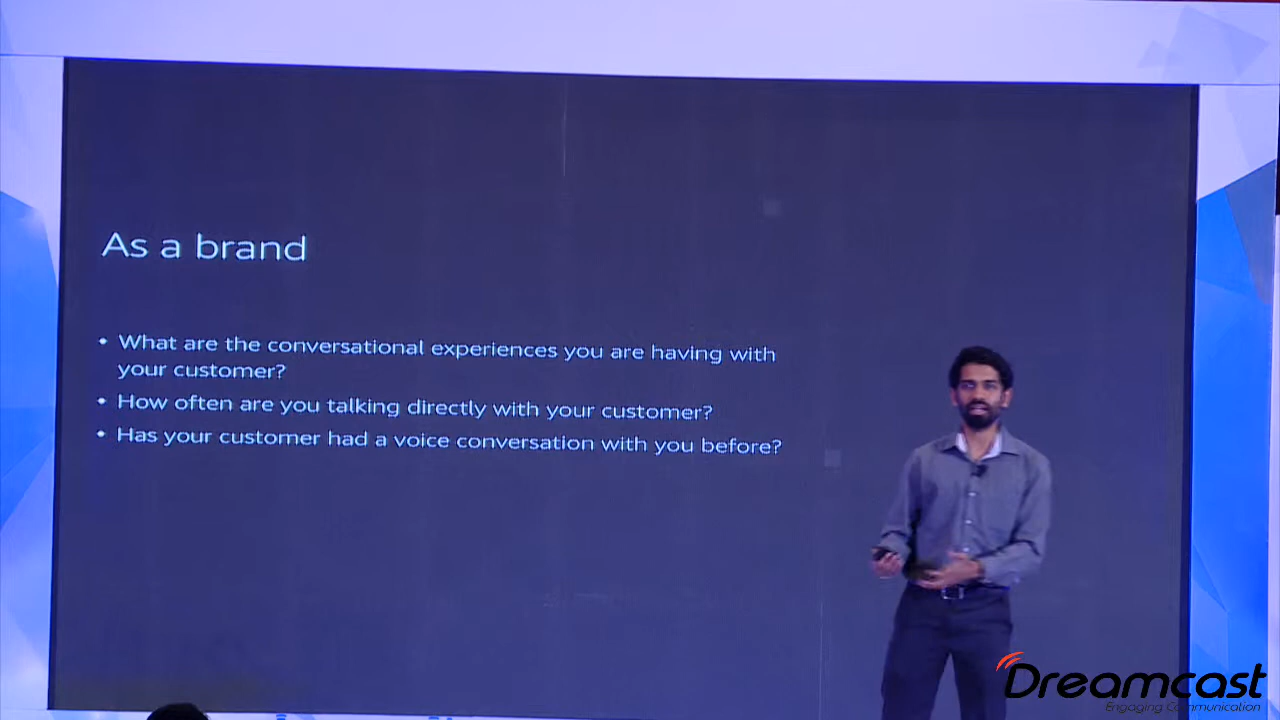 As a brand
• What are the conversational experiences you are having with
your customer?
• How often are you talking directly with your customer?
• Has your customer had a voice conversation with you before?
Dreamcast
Engaging Communication